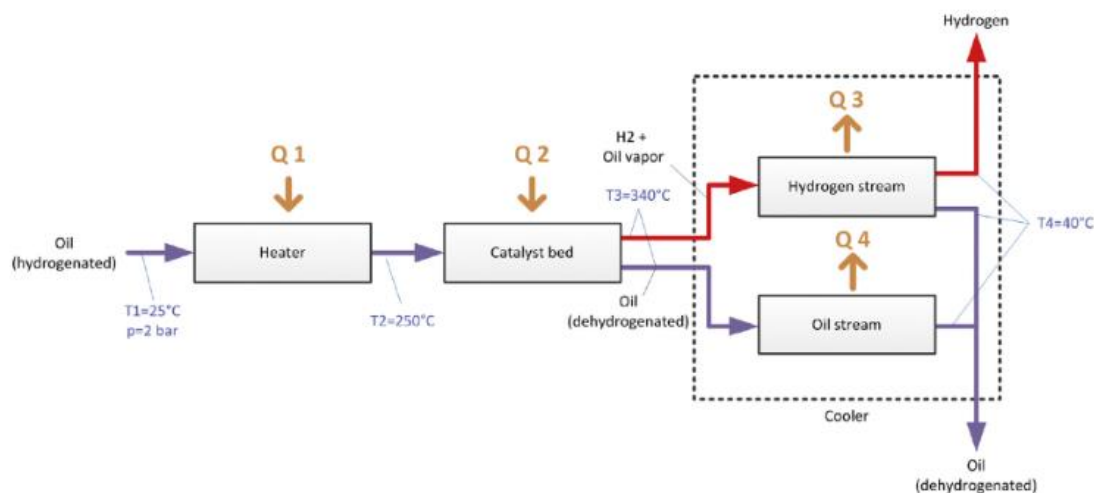 Hydrogen
Q 1
Q 2
H2 +
Oil vapor
Q 3
Oil
(hydrogenated)
Heater
Catalyst bed
T3=340°C
Hydrogen stream
T4=40°C
T1=25°C
p=2 bar
T2=250°C
Oil
(dehydrogenated)
Q 4
Oil stream
Cooler
Oil
(dehydrogenated)